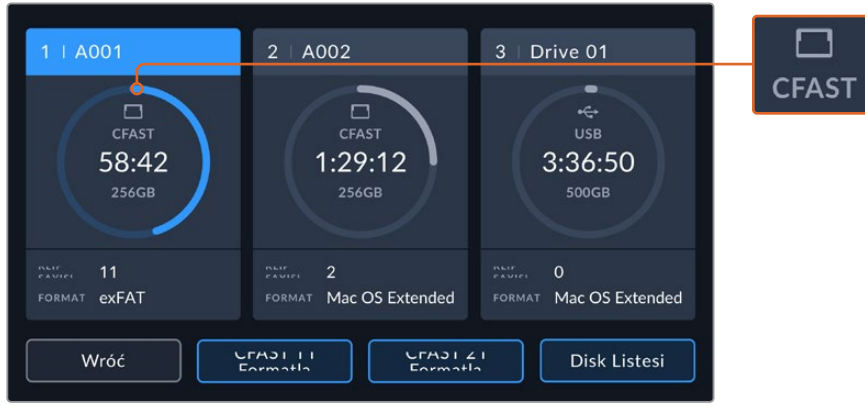 1 | A001
CFAST
58:42
256GB
11
FORMAT exFAT
2 | A002
CFAST
1:29:12
256GB
2
FORMAT Mac OS Extended
3 | Drive 01
USB
3:36:50
500GB
0
FORMAT Mac OS Extended
Wróć
Disk Listesi
CFAST